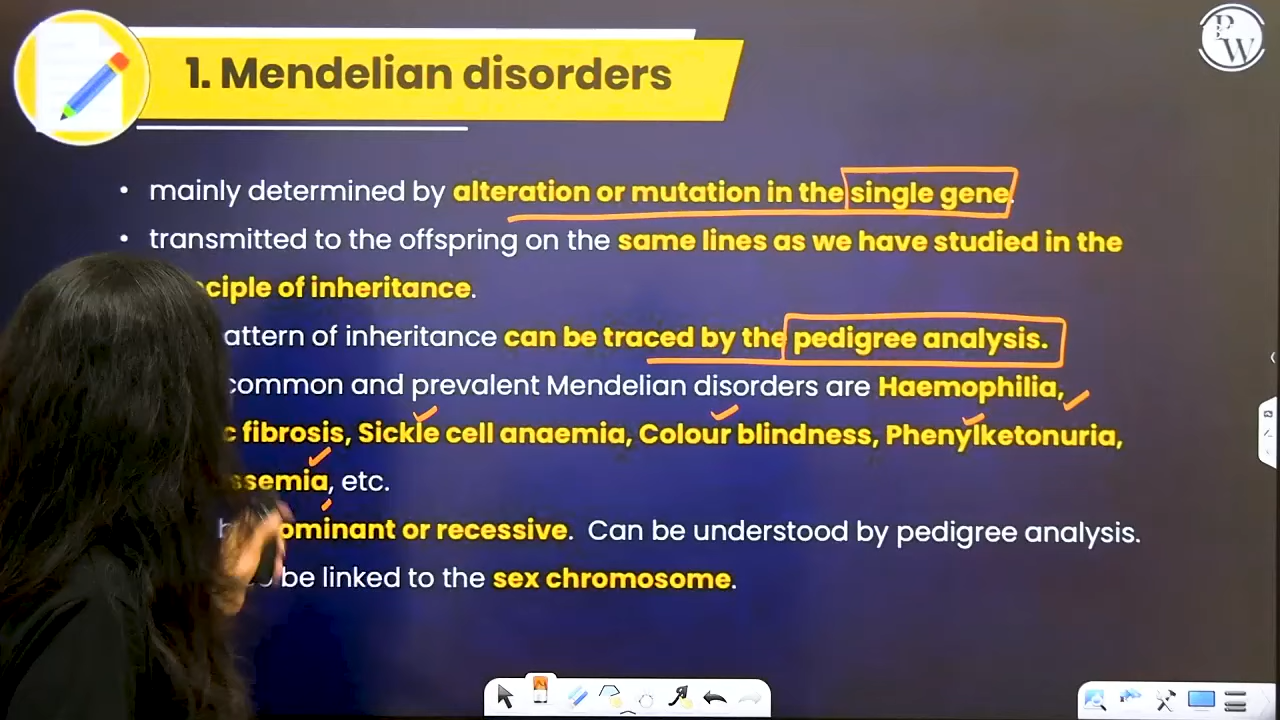 PW
1. Mendelian disorders
• mainly determined by alteration or mutation in the single gene.
• transmitted to the offspring on the same lines as we have studied in the
ciple of inheritance.
attern of inheritance can be traced by the pedigree analysis.
common and prevalent Mendelian disorders are Haemophilia,
c fibrosis, Sickle cell anaemia, Colour blindness, Phenylketonuria,
ssemia, etc.
ominant or recessive. Can be understood by pedigree analysis.
be linked to the sex chromosome.